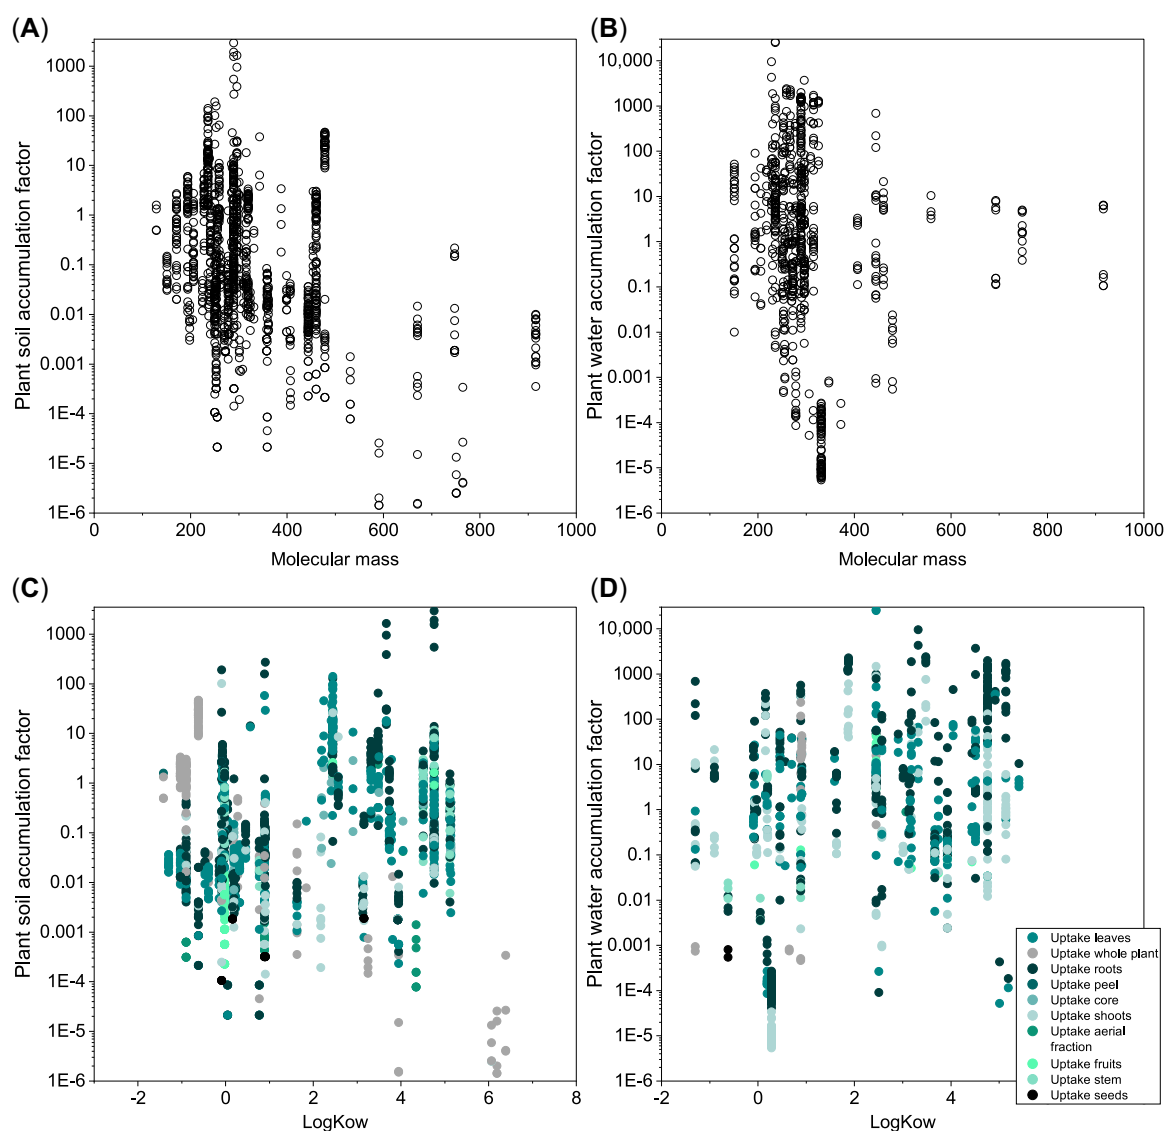 (A)
Plant soil accumulation factor
1000
100
10
1
0.1
0.01
0.001
1E-4
1E-5
1E-6
0 200 400 600 800 1000
Molecular mass
(B)
Plant water accumulation factor
10,000
1000
100
10
1
0.1
0.01
0.001
1E-4
1E-5
1E-6
0 200 400 600 800 1000
Molecular mass
(C)
Plant soil accumulation factor
1000
100
10
1
0.1
0.01
0.001
1E-4
1E-5
1E-6
-2 0 2 4 6 8
LogKow
(D)
Plant water accumulation factor
10,000
1000
100
10
1
0.1
0.01
0.001
1E-4
1E-5
1E-6
-2 0 2 4 6 8
LogKow
Uptake leaves
Uptake whole plant
Uptake roots
Uptake peel
Uptake core
Uptake shoots
Uptake aerial
fraction
Uptake fruits
Uptake stem
Uptake seeds